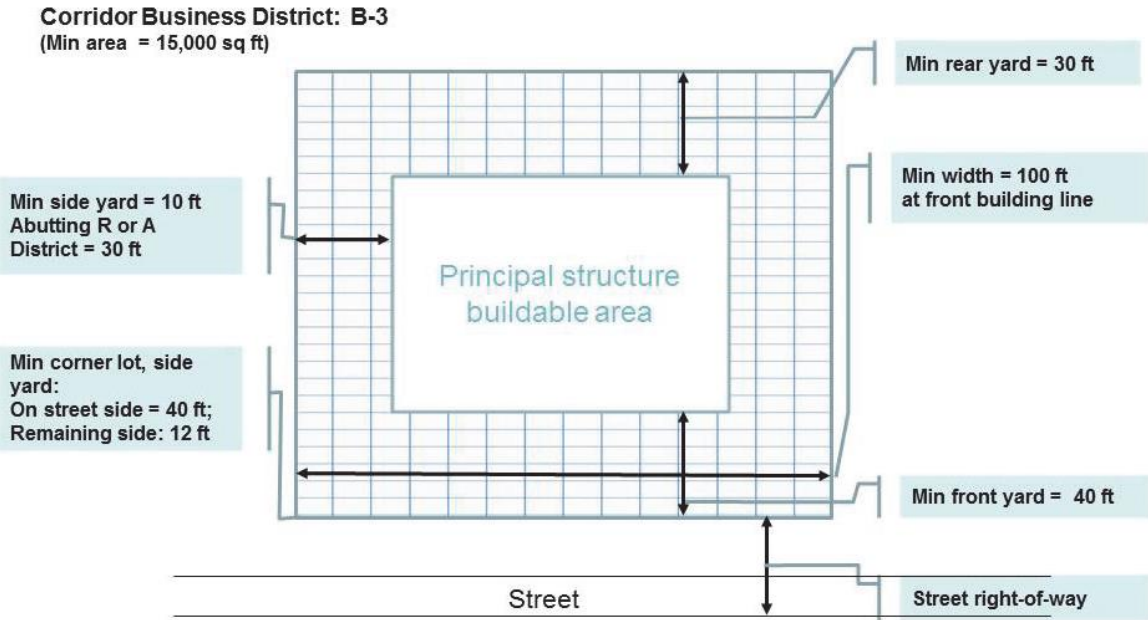 Corridor Business District: B-3
(Min area = 15,000 sq ft)
Min rear yard = 30 ft
Min width = 100 ft
at front building line
Min side yard = 10 ft
Abutting R or A
District = 30 ft
Principal structure
buildable area
Min corner lot, side
yard:
On street side = 40 ft;
Remaining side: 12 ft
Min front yard = 40 ft
Street
Street right-of-way